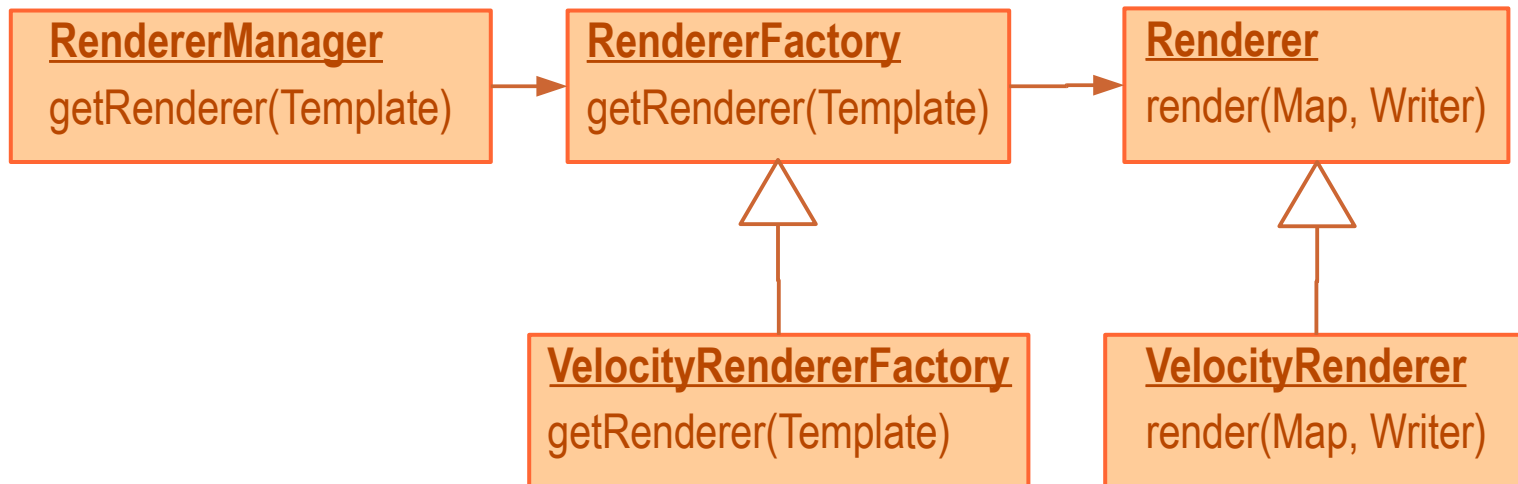 RendererManager
getRenderer(Template)
RendererFactory
getRenderer(Template)
Renderer
render(Map, Writer)
VelocityRendererFactory
getRenderer(Template)
VelocityRenderer
render(Map, Writer)